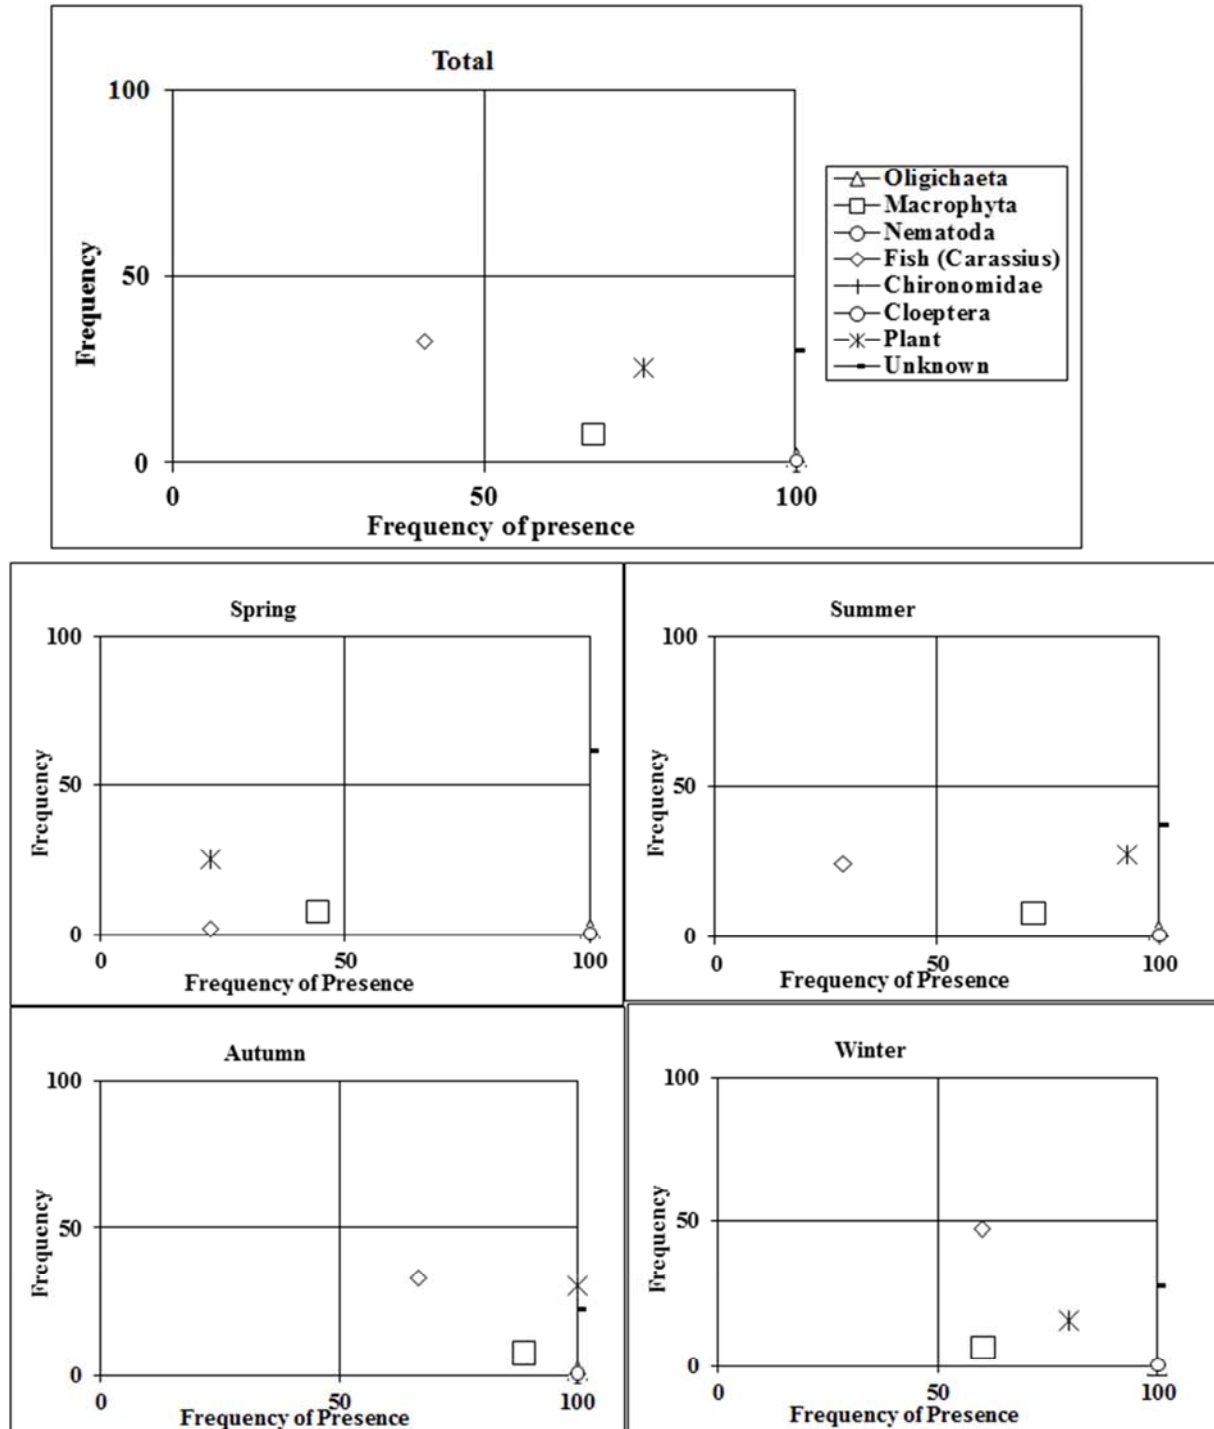 Total
100
50
0
Frequency
0 50 100
Frequency of presence
Oligichaeta
Macrophyta
Nematoda
Fish (Carassius)
Chironomidae
Cloeptera
Plant
Unknown
Spring
100
50
0
Frequency
0 50 100
Frequency of Presence
Summer
100
50
0
Frequency
0 50 100
Frequency of Presence
Autumn
100
50
0
Frequency
0 50 100
Frequency of Presence
Winter
100
50
0
Frequency
0 50 100
Frequency of Presence